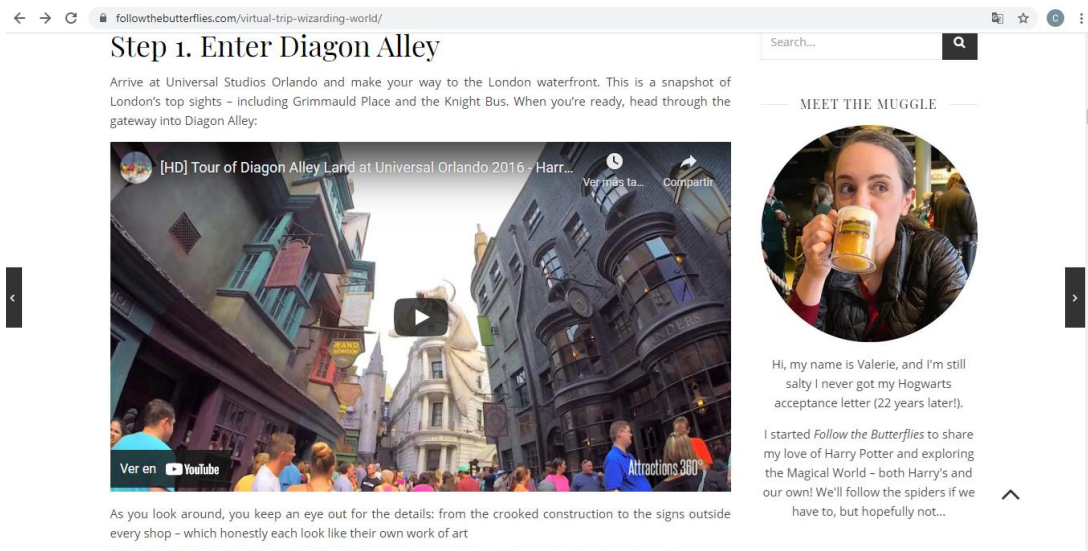 followthebutterflies.com/virtual-trip-wizarding-world/
C
Step 1. Enter Diagon Alley
Arrive at Universal Studios Orlando and make your way to the London waterfront. This is a snapshot of
London's top sights – including Grimmauld Place and the Knight Bus. When you're ready, head through the
gateway into Diagon Alley:
[HD] Tour of Diagon Alley Land at Universal Orlando 2016 - Harr...
Ver más ta...
Compartir
WAND
Ver en YouTube
Attractions 360°
As you look around, you keep an eye out for the details: from the crooked construction to the signs outside
every shop – which honestly each look like their own work of art
Search...
MEET THE MUGGLE
Hi, my name is Valerie, and I'm still
salty I never got my Hogwarts
acceptance letter (22 years later!).
I started Follow the Butterflies to share
my love of Harry Potter and exploring
the Magical World – both Harry's and
our own! We'll follow the spiders if we
have to, but hopefully not...